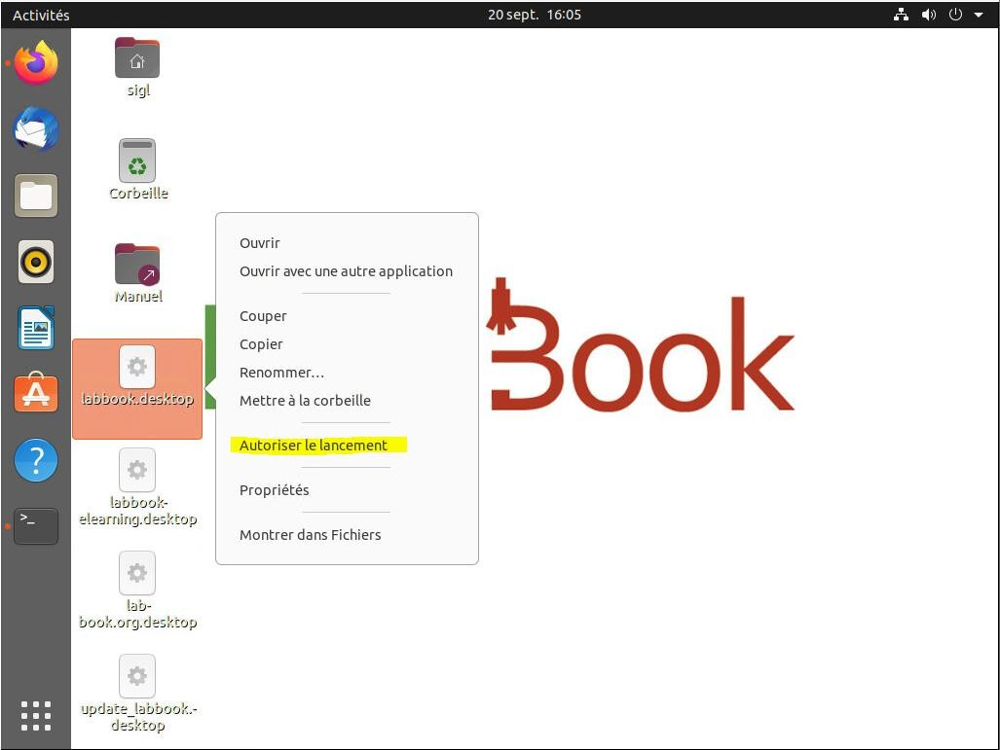 Activités
20 sept. 16:05
sigl
Corbeille
Manuel
labbook.desktop
labbook-
elearning.desktop
lab-
book.org.desktop
update_labbook.-
desktop
Ouvrir
Ouvrir avec une autre application
Couper
Copier
Renommer…
Mettre à la corbeille
Autoriser le lancement
Propriétés
Montrer dans Fichiers
Book